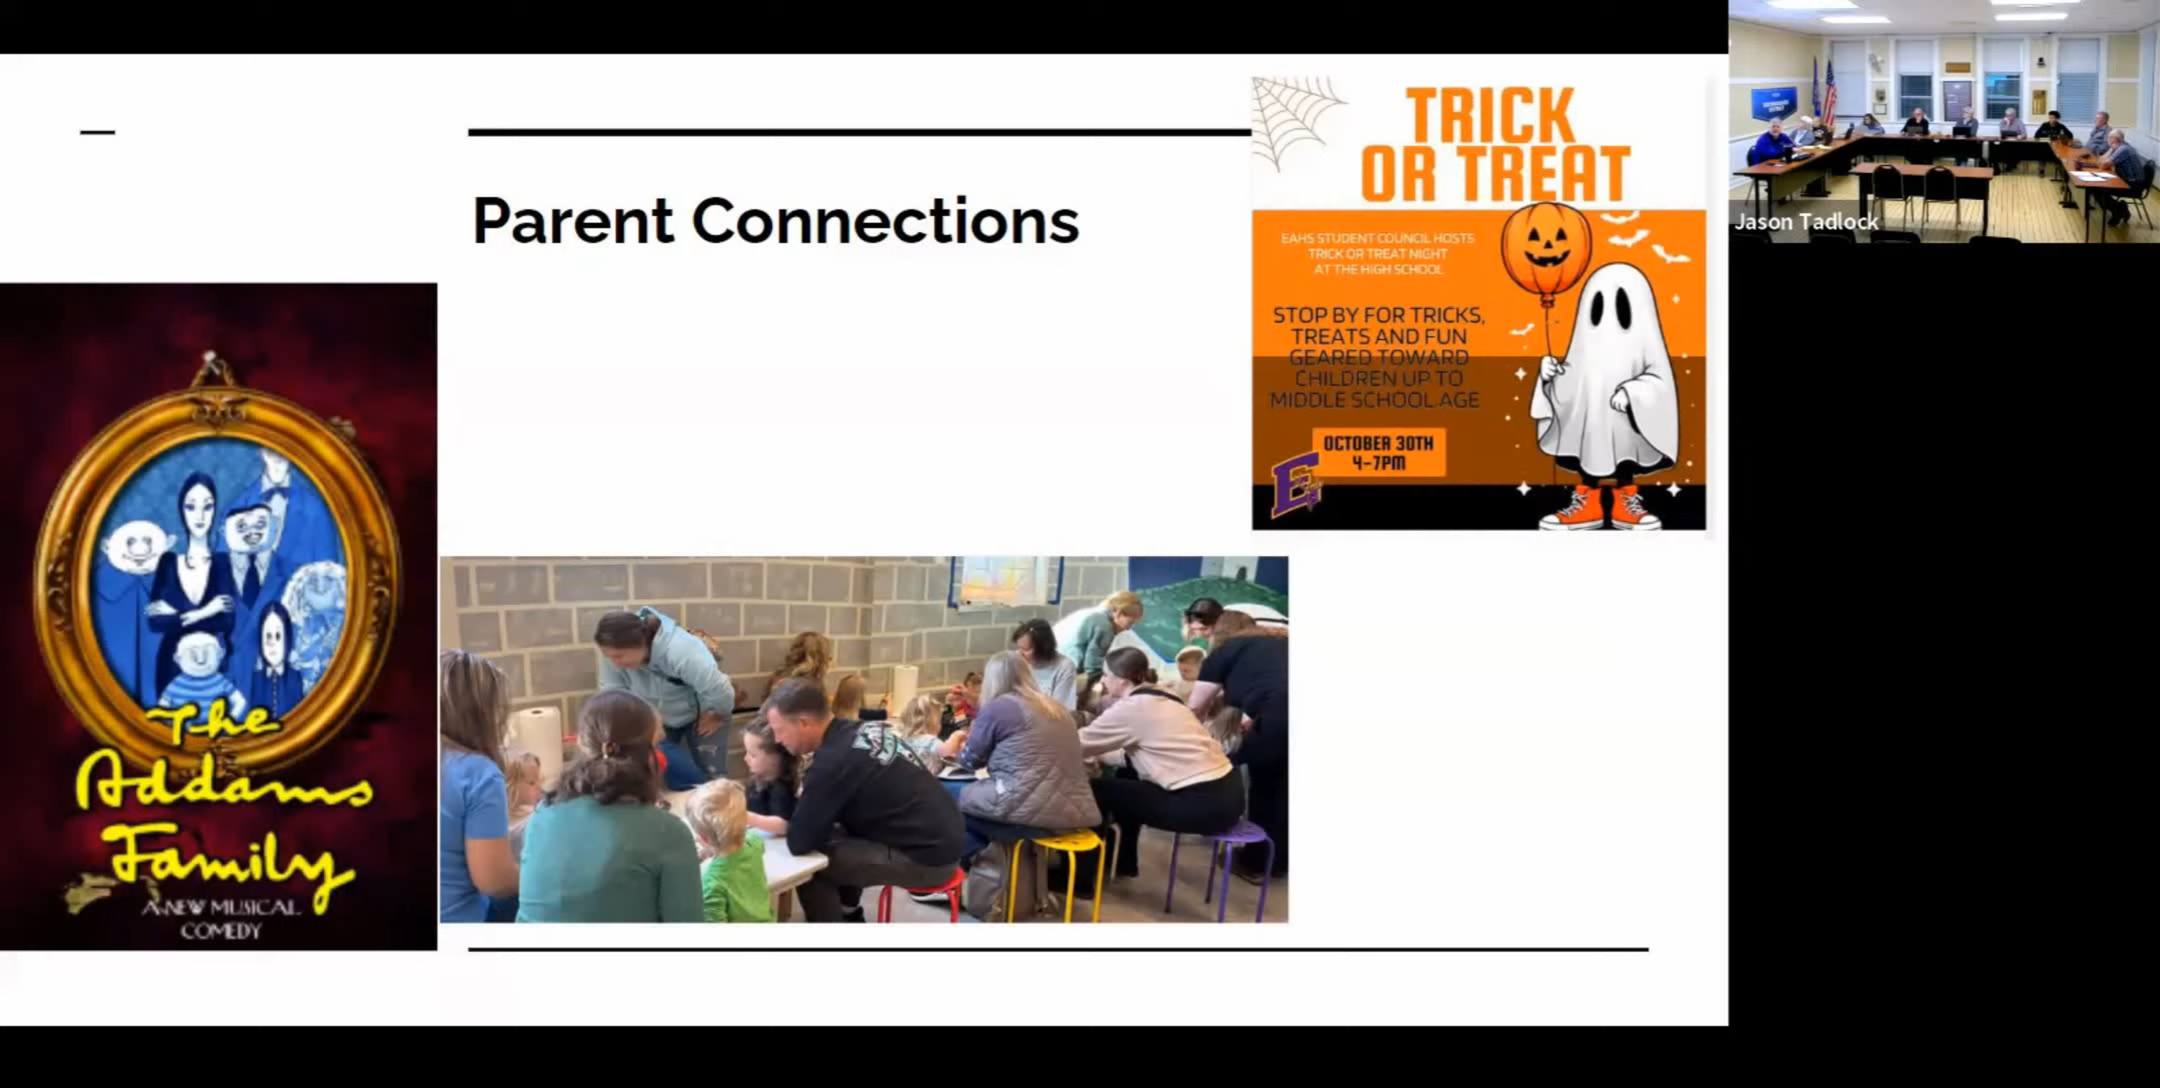 Parent Connections
TRICK
OR TREAT
EAHS STUDENT COUNCIL HOSTS
TRICK OR TREAT NIGHT
AT THE HIGH SCHOOL
STOP BY FOR TRICKS,
TREATS AND FUN
GEARED TOWARD
CHILDREN UP TO
MIDDLE SCHOOL AGE
OCTOBER 30TH
4-7PM
E
The
Addams
Family
A NEW MUSICAL
COMEDY
Jason Tadlock